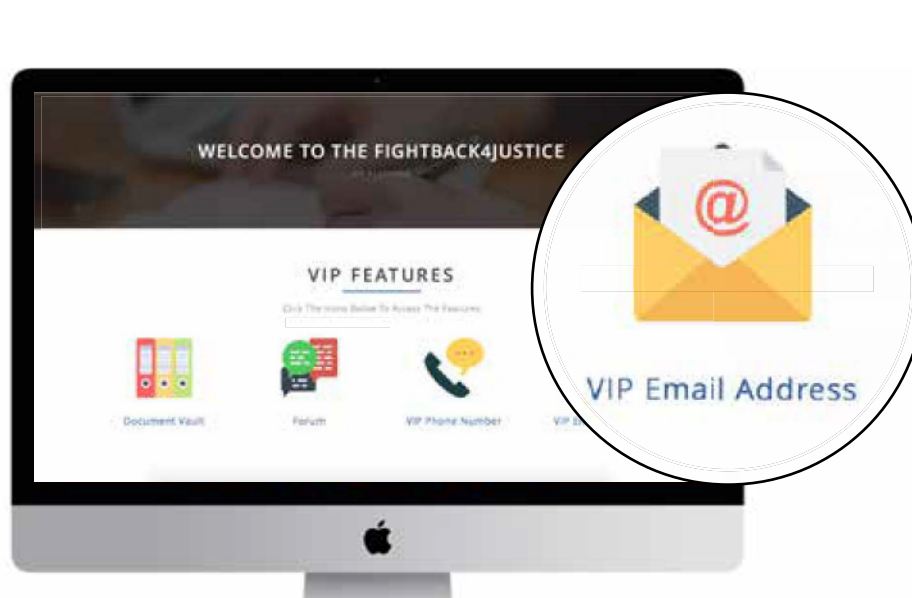 WELCOME TO THE FIGHTBACK4JUSTICE
VIP FEATURES
Click The Icons Below To Access The Features
Document Vault
Forum
VIP Phone Number
VIP
@
VIP Email Address